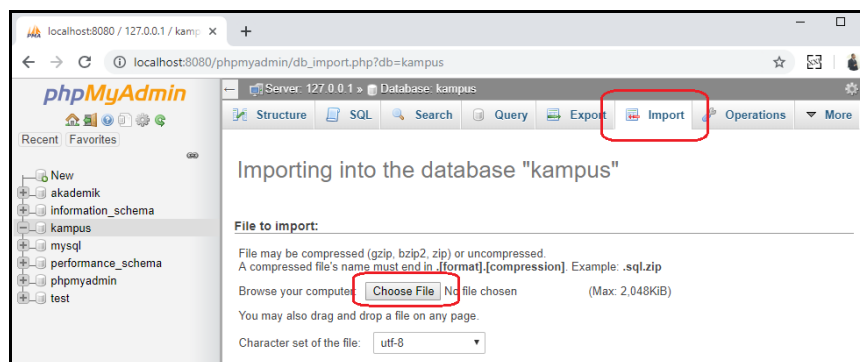 localhost:8080 / 127.0.0.1 / kamp
localhost:8080/phpmyadmin/db_import.php?db=kampus
phpMyAdmin
Recent Favorites
New
akademik
information_schema
kampus
mysql
performance_schema
phpmyadmin
test
Server: 127.0.0.1 » Database: kampus
Structure SQL Search Query Export Import Operations More
Importing into the database "kampus"
File to import:
File may be compressed (gzip, bzip2, zip) or uncompressed.
A compressed file's name must end in .[format].[compression]. Example: .sql.zip
Browse your computer: Choose File No file chosen (Max: 2,048KiB)
You may also drag and drop a file on any page.
Character set of the file: utf-8